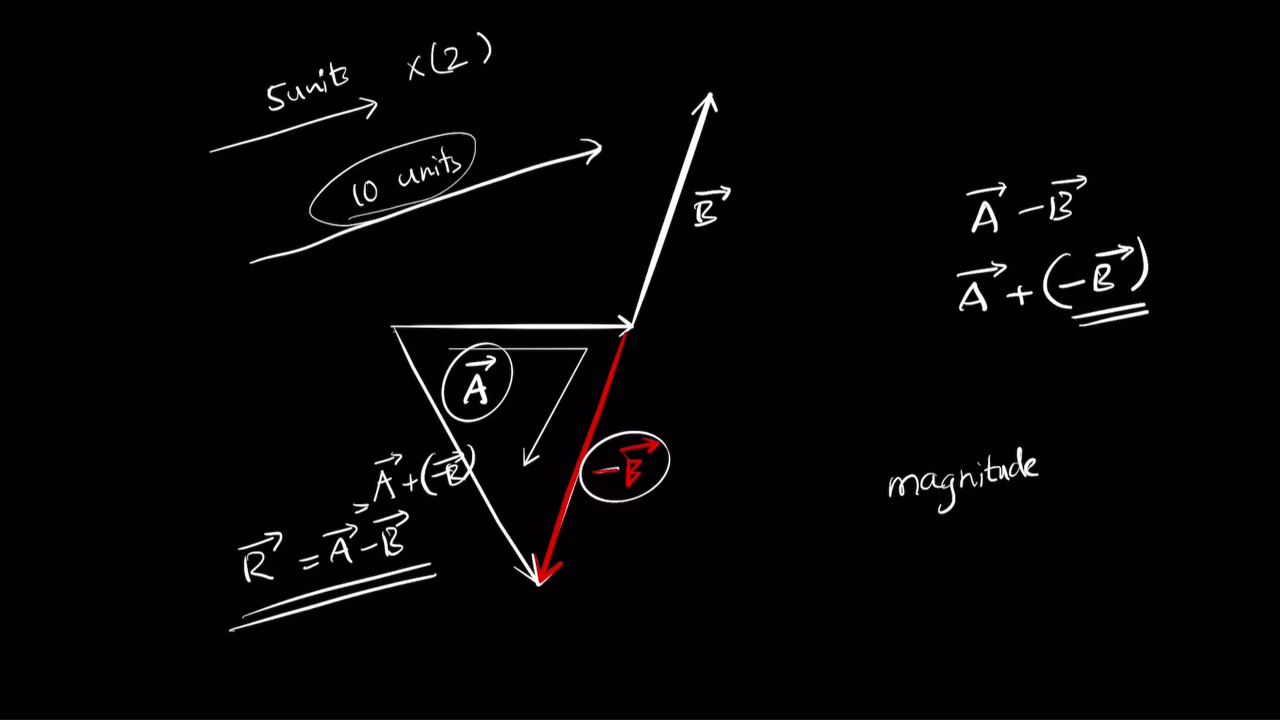 5units x(2)
10 units
B⃗
A⃗ - B⃗
A⃗ + (-B⃗)
A⃗
-B⃗
A⃗ + (-B⃗)
=
R⃗ = A⃗ - B⃗
magnitude